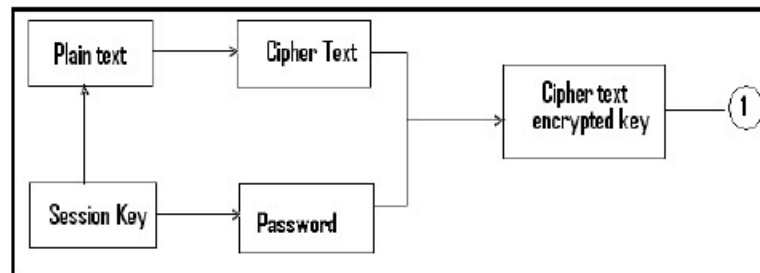 Plain text
Cipher Text
Cipher text
encrypted key
1
Session Key
Password